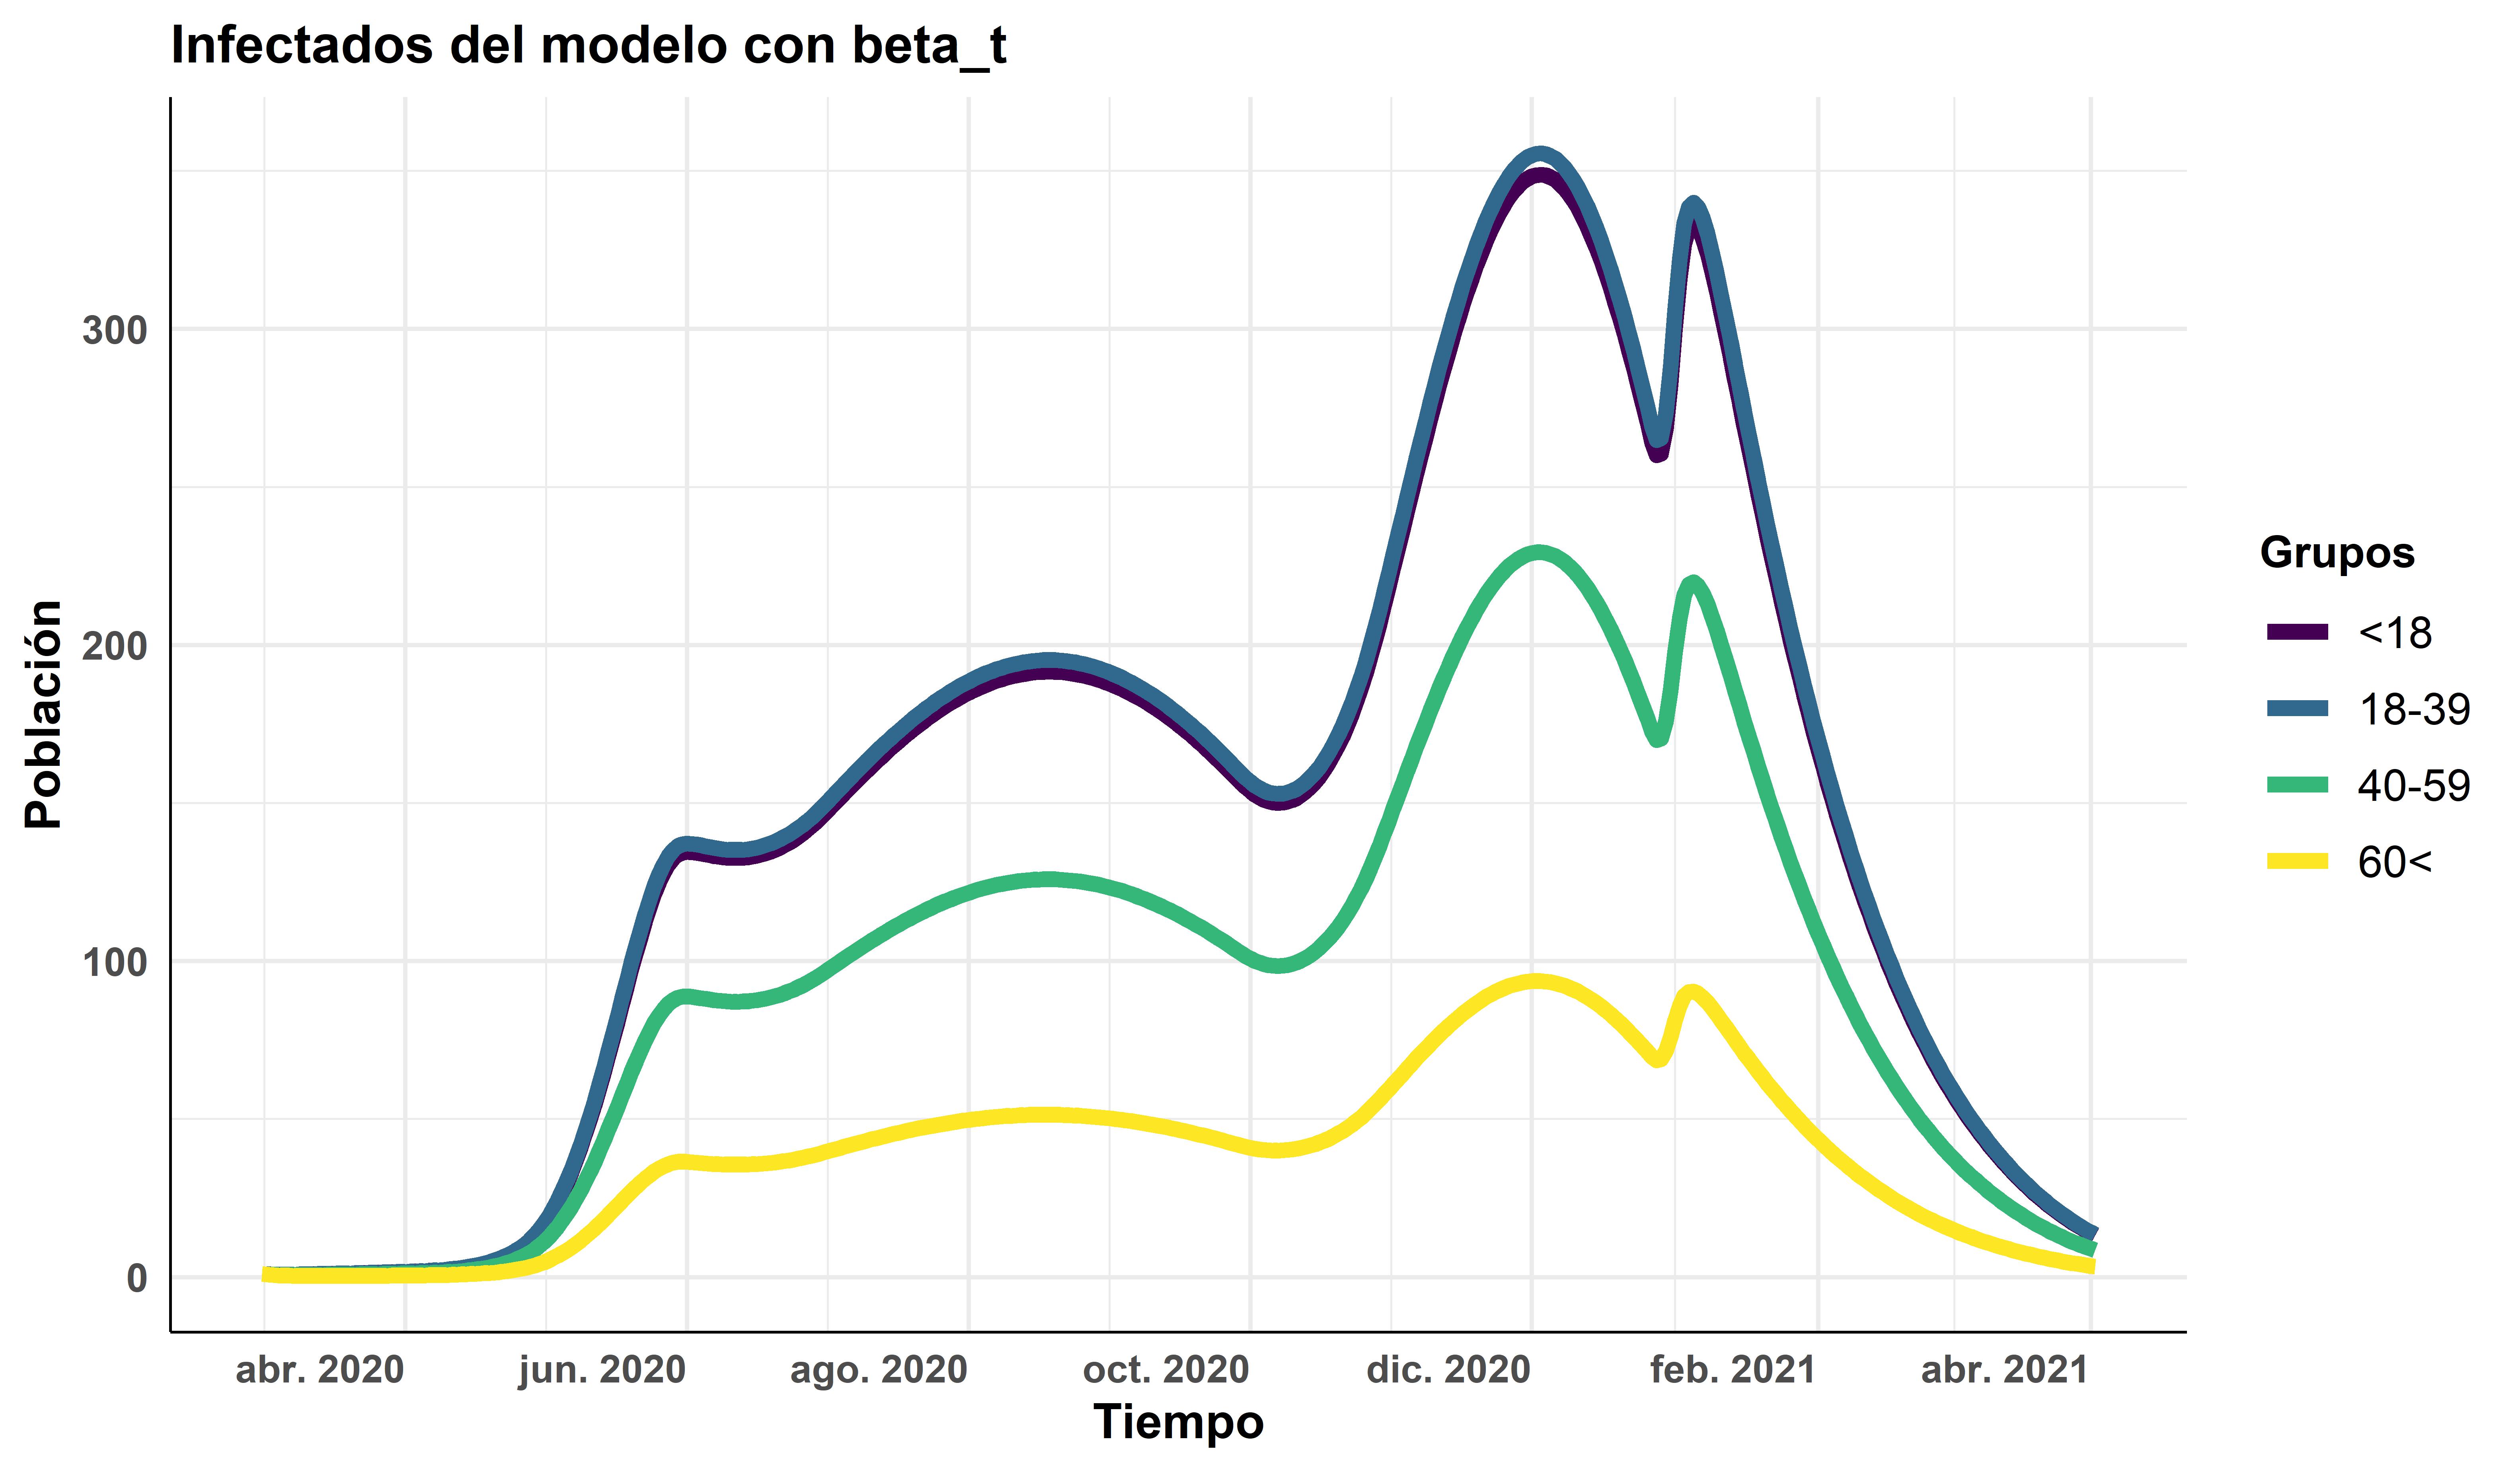 Infectados del modelo con beta_t
Población
300
200
100
0
abr. 2020
jun. 2020
ago. 2020
oct. 2020
dic. 2020
feb. 2021
abr. 2021
Tiempo
Grupos
<18
18-39
40-59
60<